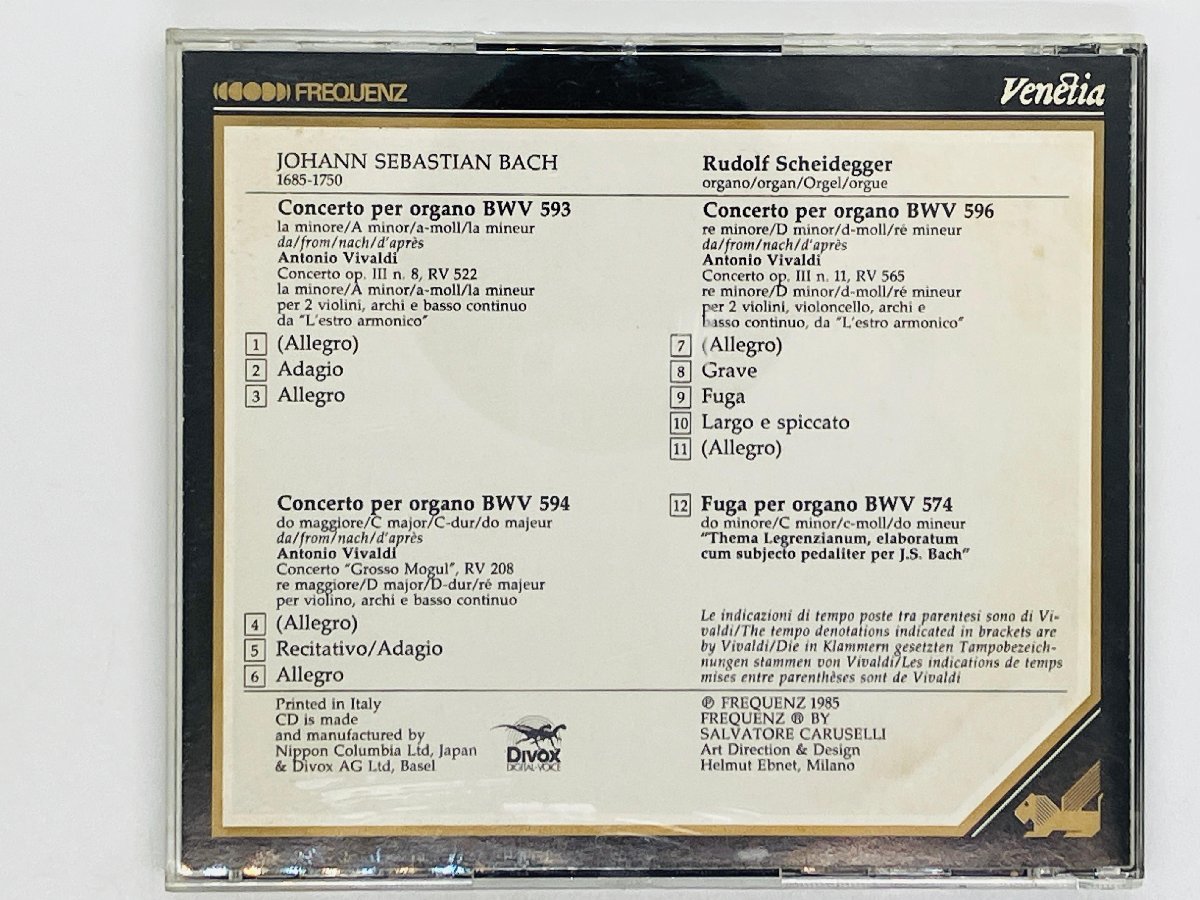 FREQUENZ
Venetia
JOHANN SEBASTIAN BACH
1685-1750
Concerto per organo BWV 593
la minore/A minor/a-moll/la mineur
da/from/nach/d'après
Antonio Vivaldi
Concerto op. III n. 8, RV 522
la minore/A minor/a-moll/la mineur
per 2 violini, archi e basso continuo
da "L'estro armonico"
1 (Allegro)
2 Adagio
3 Allegro
Concerto per organo BWV 594
do maggiore/C major/C-dur/do majeur
da/from/nach/d'après
Antonio Vivaldi
Concerto "Grosso Mogul", RV 208
re maggiore/D major/D-dur/ré majeur
per violino, archi e basso continuo
4 (Allegro)
5 Recitativo/Adagio
6 Allegro
Rudolf Scheidegger
organo/organ/Orgel/orgue
Concerto per organo BWV 596
re minore/D minor/d-moll/ré mineur
da/from/nach/d'après
Antonio Vivaldi
Concerto op. III n. 11, RV 565
re minore/D minor/d-moll/ré mineur
per 2 violini, violoncello, archi e
basso continuo, da "L'estro armonico"
7 (Allegro)
8 Grave
9 Fuga
10 Largo e spiccato
11 (Allegro)
12 Fuga per organo BWV 574
do minore/C minor/c-moll/do mineur
"Thema Legrenzianum, elaboratum
cum subjecto pedaliter per J.S. Bach"
Le indicazioni di tempo poste tra parentesi sono di Vi-
valdi/The tempo denotations indicated in brackets are
by Vivaldi/Die in Klammern gesetzten Tampobezeich-
nungen stammen von Vivaldi/Les indications de temps
mises entre parenthèses sont de Vivaldi
Printed in Italy
CD is made
and manufactured by
Nippon Columbia Ltd, Japan
& Divox AG Ltd, Basel
Divox
DIGITAL-VOICE
℗ FREQUENZ 1985
FREQUENZ ® BY
SALVATORE CARUSELLI
Art Direction & Design
Helmut Ebnet, Milano